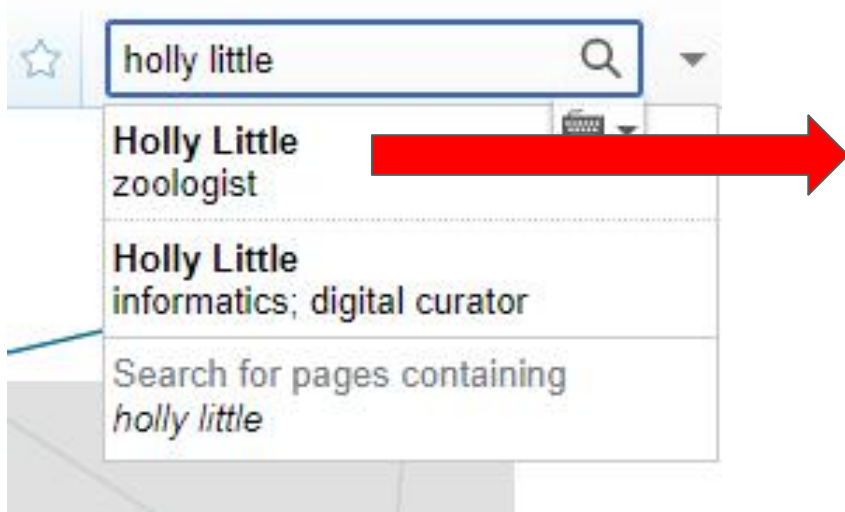 holly little
Holly Little
zoologist
Holly Little
informatics; digital curator
Search for pages containing
holly little